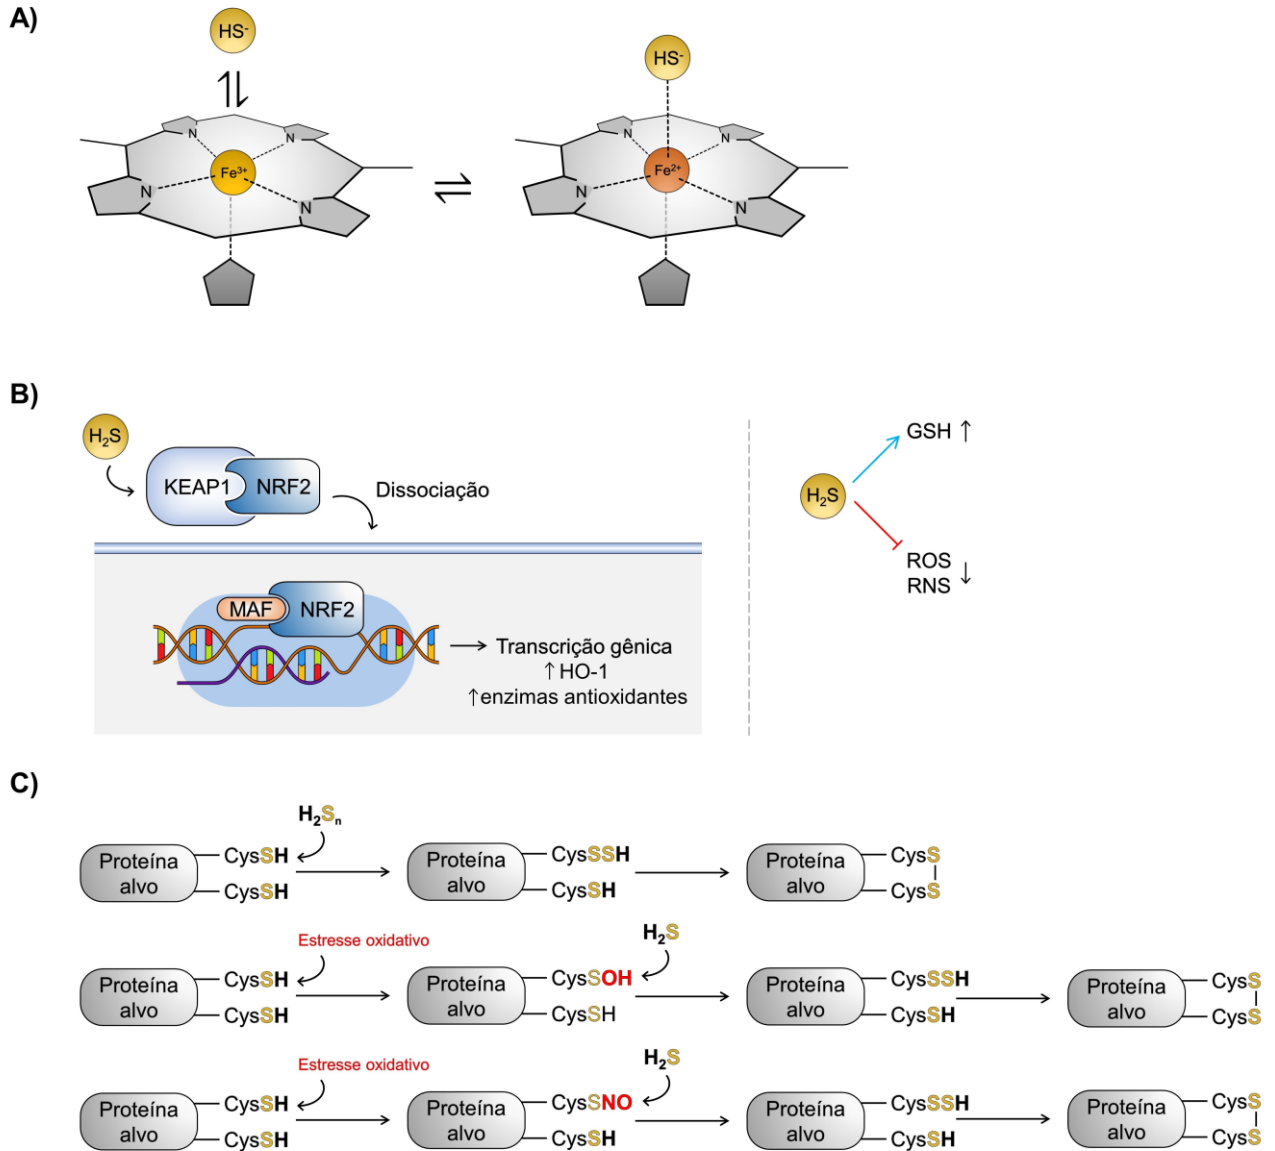 A)
HS-
HS-
N
N
Fe3+
N
N
N
N
Fe2+
N
N
B)
H2S
KEAP1
NRF2
Dissociação
MAF
NRF2
Transcrição gênica
↑HO-1
↑enzimas antioxidantes
GSH ↑
H2S
ROS
RNS ↓
C)
H2Sn
Proteína
alvo
CysSH
CysSH
Proteína
alvo
CysSSH
CysSH
Proteína
alvo
CysS
CysS
Estresse oxidativo
H2S
Proteína
alvo
CysSH
CysSH
Proteína
alvo
CysSOH
CysSH
Proteína
alvo
CysSSH
CysSH
Proteína
alvo
CysS
CysS
Estresse oxidativo
H2S
Proteína
alvo
CysSH
CysSH
Proteína
alvo
CysSNO
CysSH
Proteína
alvo
CysSSH
CysSH
Proteína
alvo
CysS
CysS